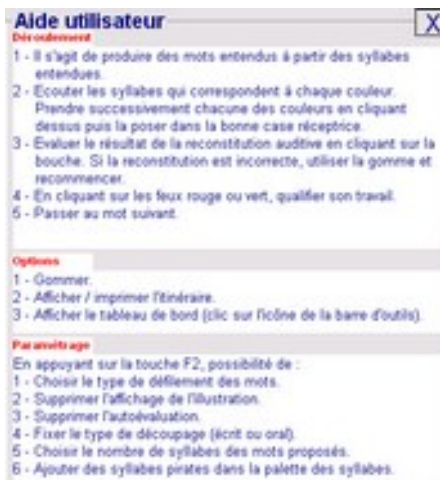 Aide utilisateur
X
Déroulement
1 - Il s'agit de produire des mots entendus à partir des syllabes
entendues.
2 - Ecouter les syllabes qui correspondent à chaque couleur.
Prendre successivement chacune des couleurs en cliquant
dessus puis la poser dans la bonne case réceptrice.
3 - Evaluer le résultat de la reconstitution auditive en cliquant sur la
bouche. Si la reconstitution est incorrecte, utiliser la gomme et
recommencer.
4 - En cliquant sur les feux rouge ou vert, qualifier son travail.
5 - Passer au mot suivant.
Options
1 - Gommer.
2 - Afficher / imprimer l'itinéraire.
3 - Afficher le tableau de bord (clic sur l'icône de la barre d'outils).
Paramétrage
En appuyant sur la touche F2, possibilité de :
1 - Choisir le type de défilement des mots.
2 - Supprimer l'affichage de l'illustration.
3 - Supprimer l'autoévaluation.
4 - Fixer le type de découpage (écrit ou oral).
5 - Choisir le nombre de syllabes des mots proposés.
6 - Ajouter des syllabes pirates dans la palette des syllabes.